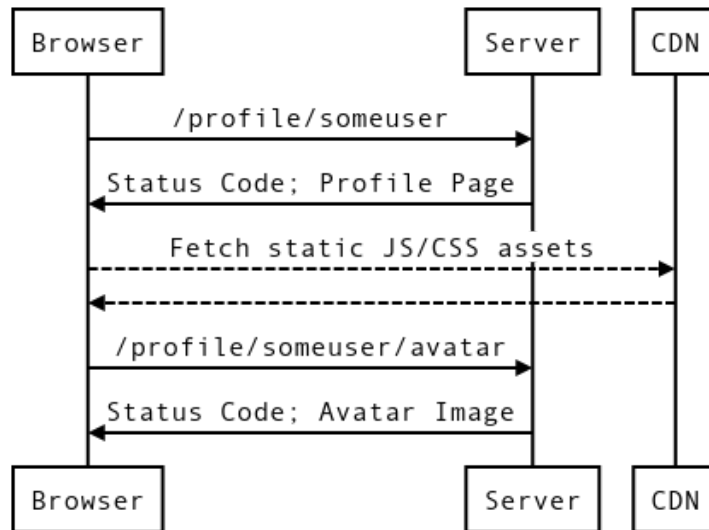 Browser
Server
CDN
/profile/someuser
Status Code; Profile Page
Fetch static JS/CSS assets
/profile/someuser/avatar
Status Code; Avatar Image
Browser
Server
CDN